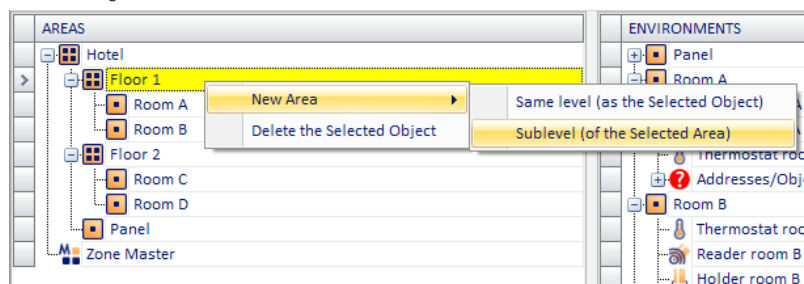 AREAS
Hotel
Floor 1
Room A
Room B
Floor 2
Room C
Room D
Panel
Zone Master
New Area
Delete the Selected Object
Same level (as the Selected Object)
Sublevel (of the Selected Area)
ENVIRONMENTS
Panel
Room A
Thermostat
Addresses/Obj
Room B
Thermostat roo
Reader room B
Holder room B